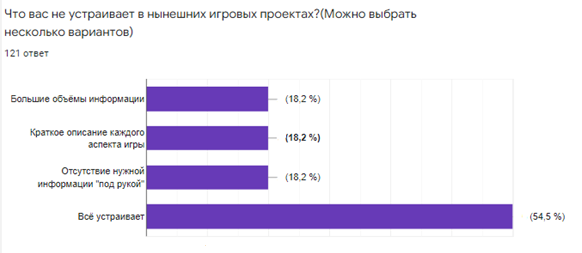 Что вас не устраивает в нынешних игровых проектах?(Можно выбрать
несколько вариантов)
121 ответ
Большие объёмы информации
(18,2 %)
Краткое описание каждого
аспекта игры
(18,2 %)
Отсутствие нужной
информации "под рукой"
(18,2 %)
Всё устраивает
(54,5 %)